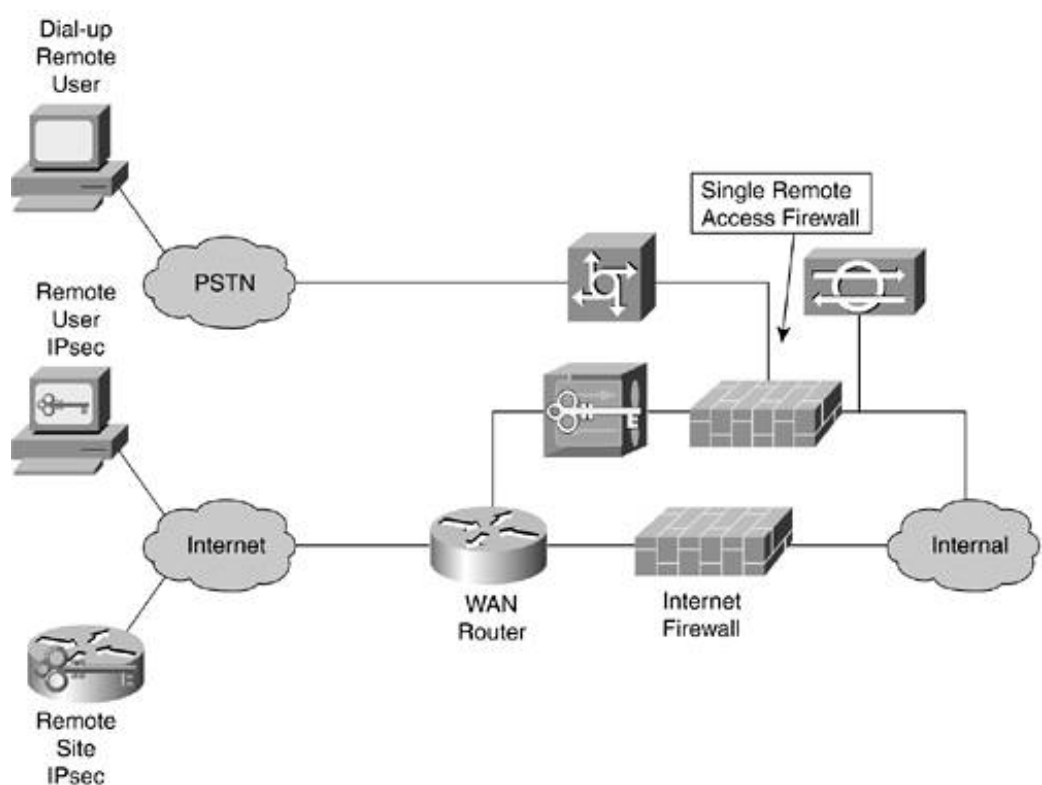 Dial-up
Remote
User
PSTN
Single Remote
Access Firewall
Remote
User
IPsec
Internet
WAN
Router
Internet
Firewall
Internal
Remote
Site
IPsec